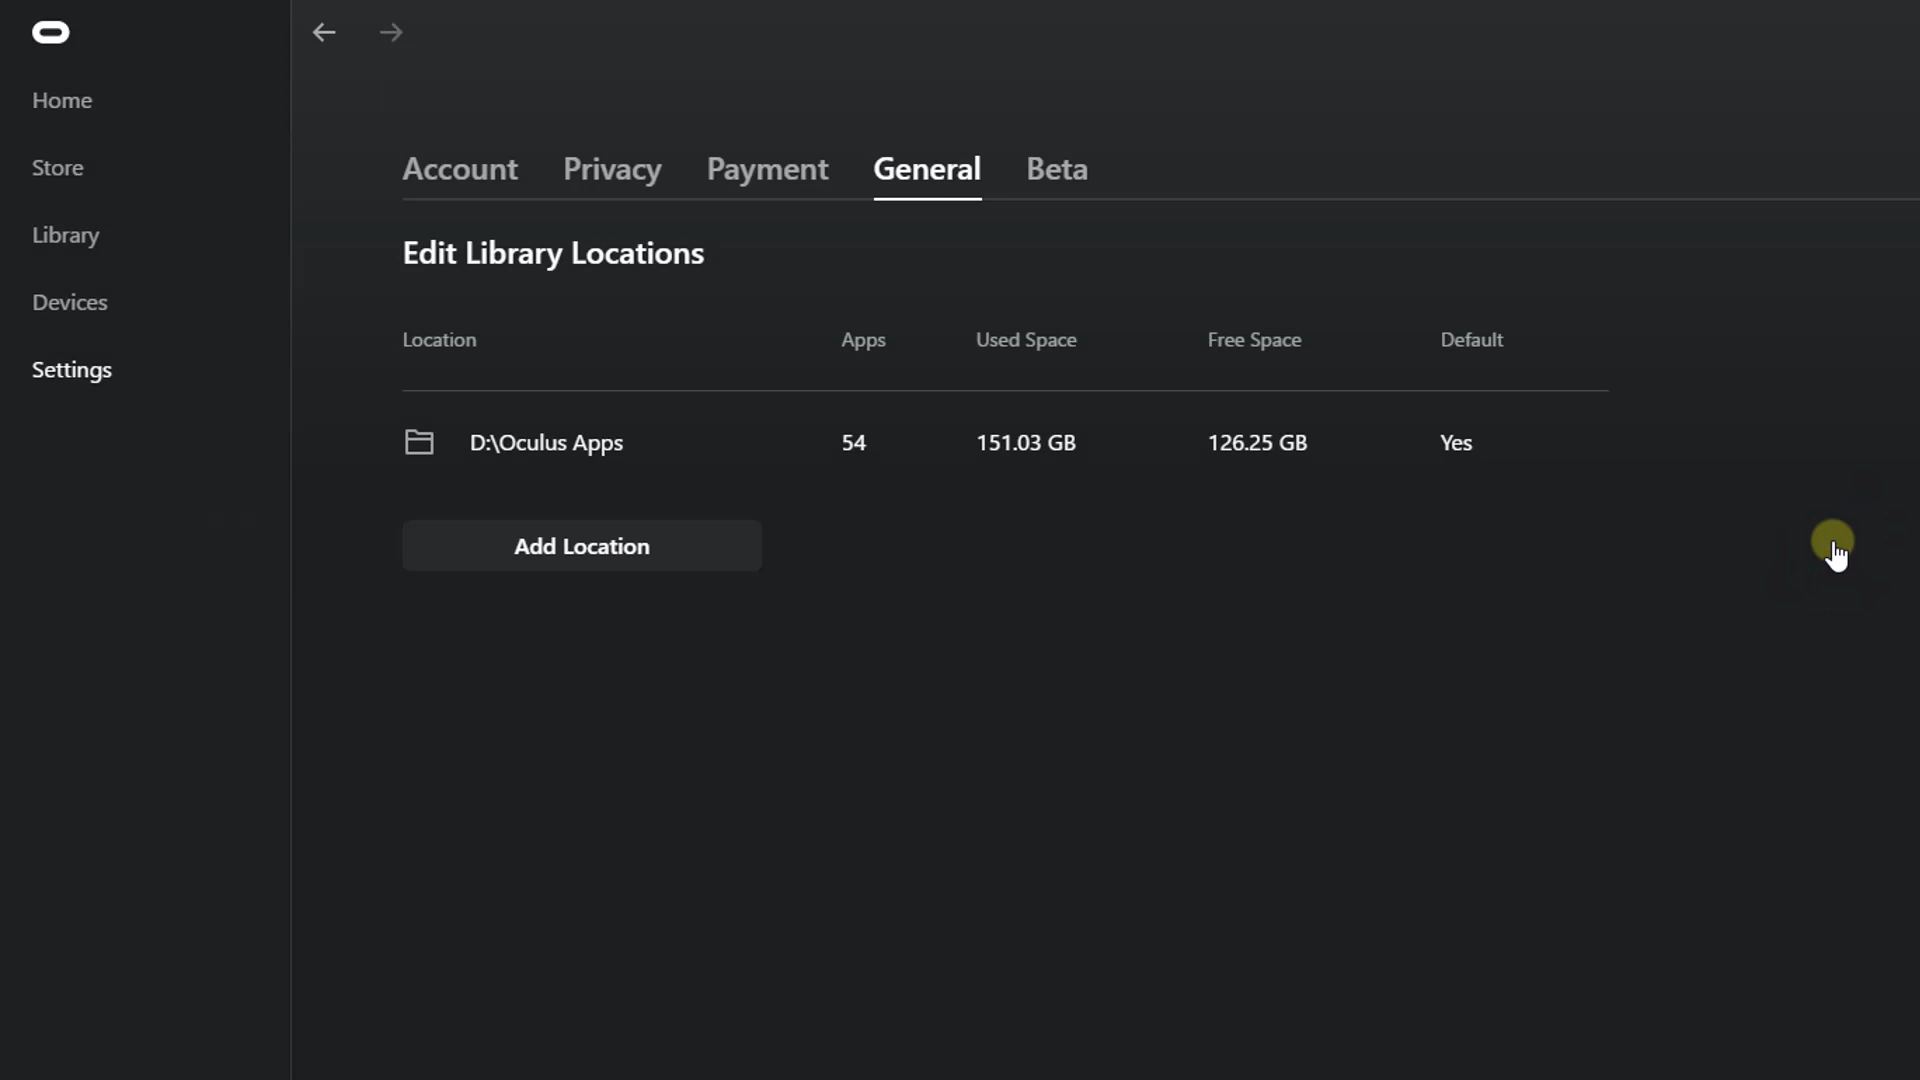 Home
Store
Library
Devices
Settings
Account Privacy Payment General Beta
Edit Library Locations
Location Apps Used Space Free Space Default
D:\Oculus Apps 54 151.03 GB 126.25 GB Yes
Add Location